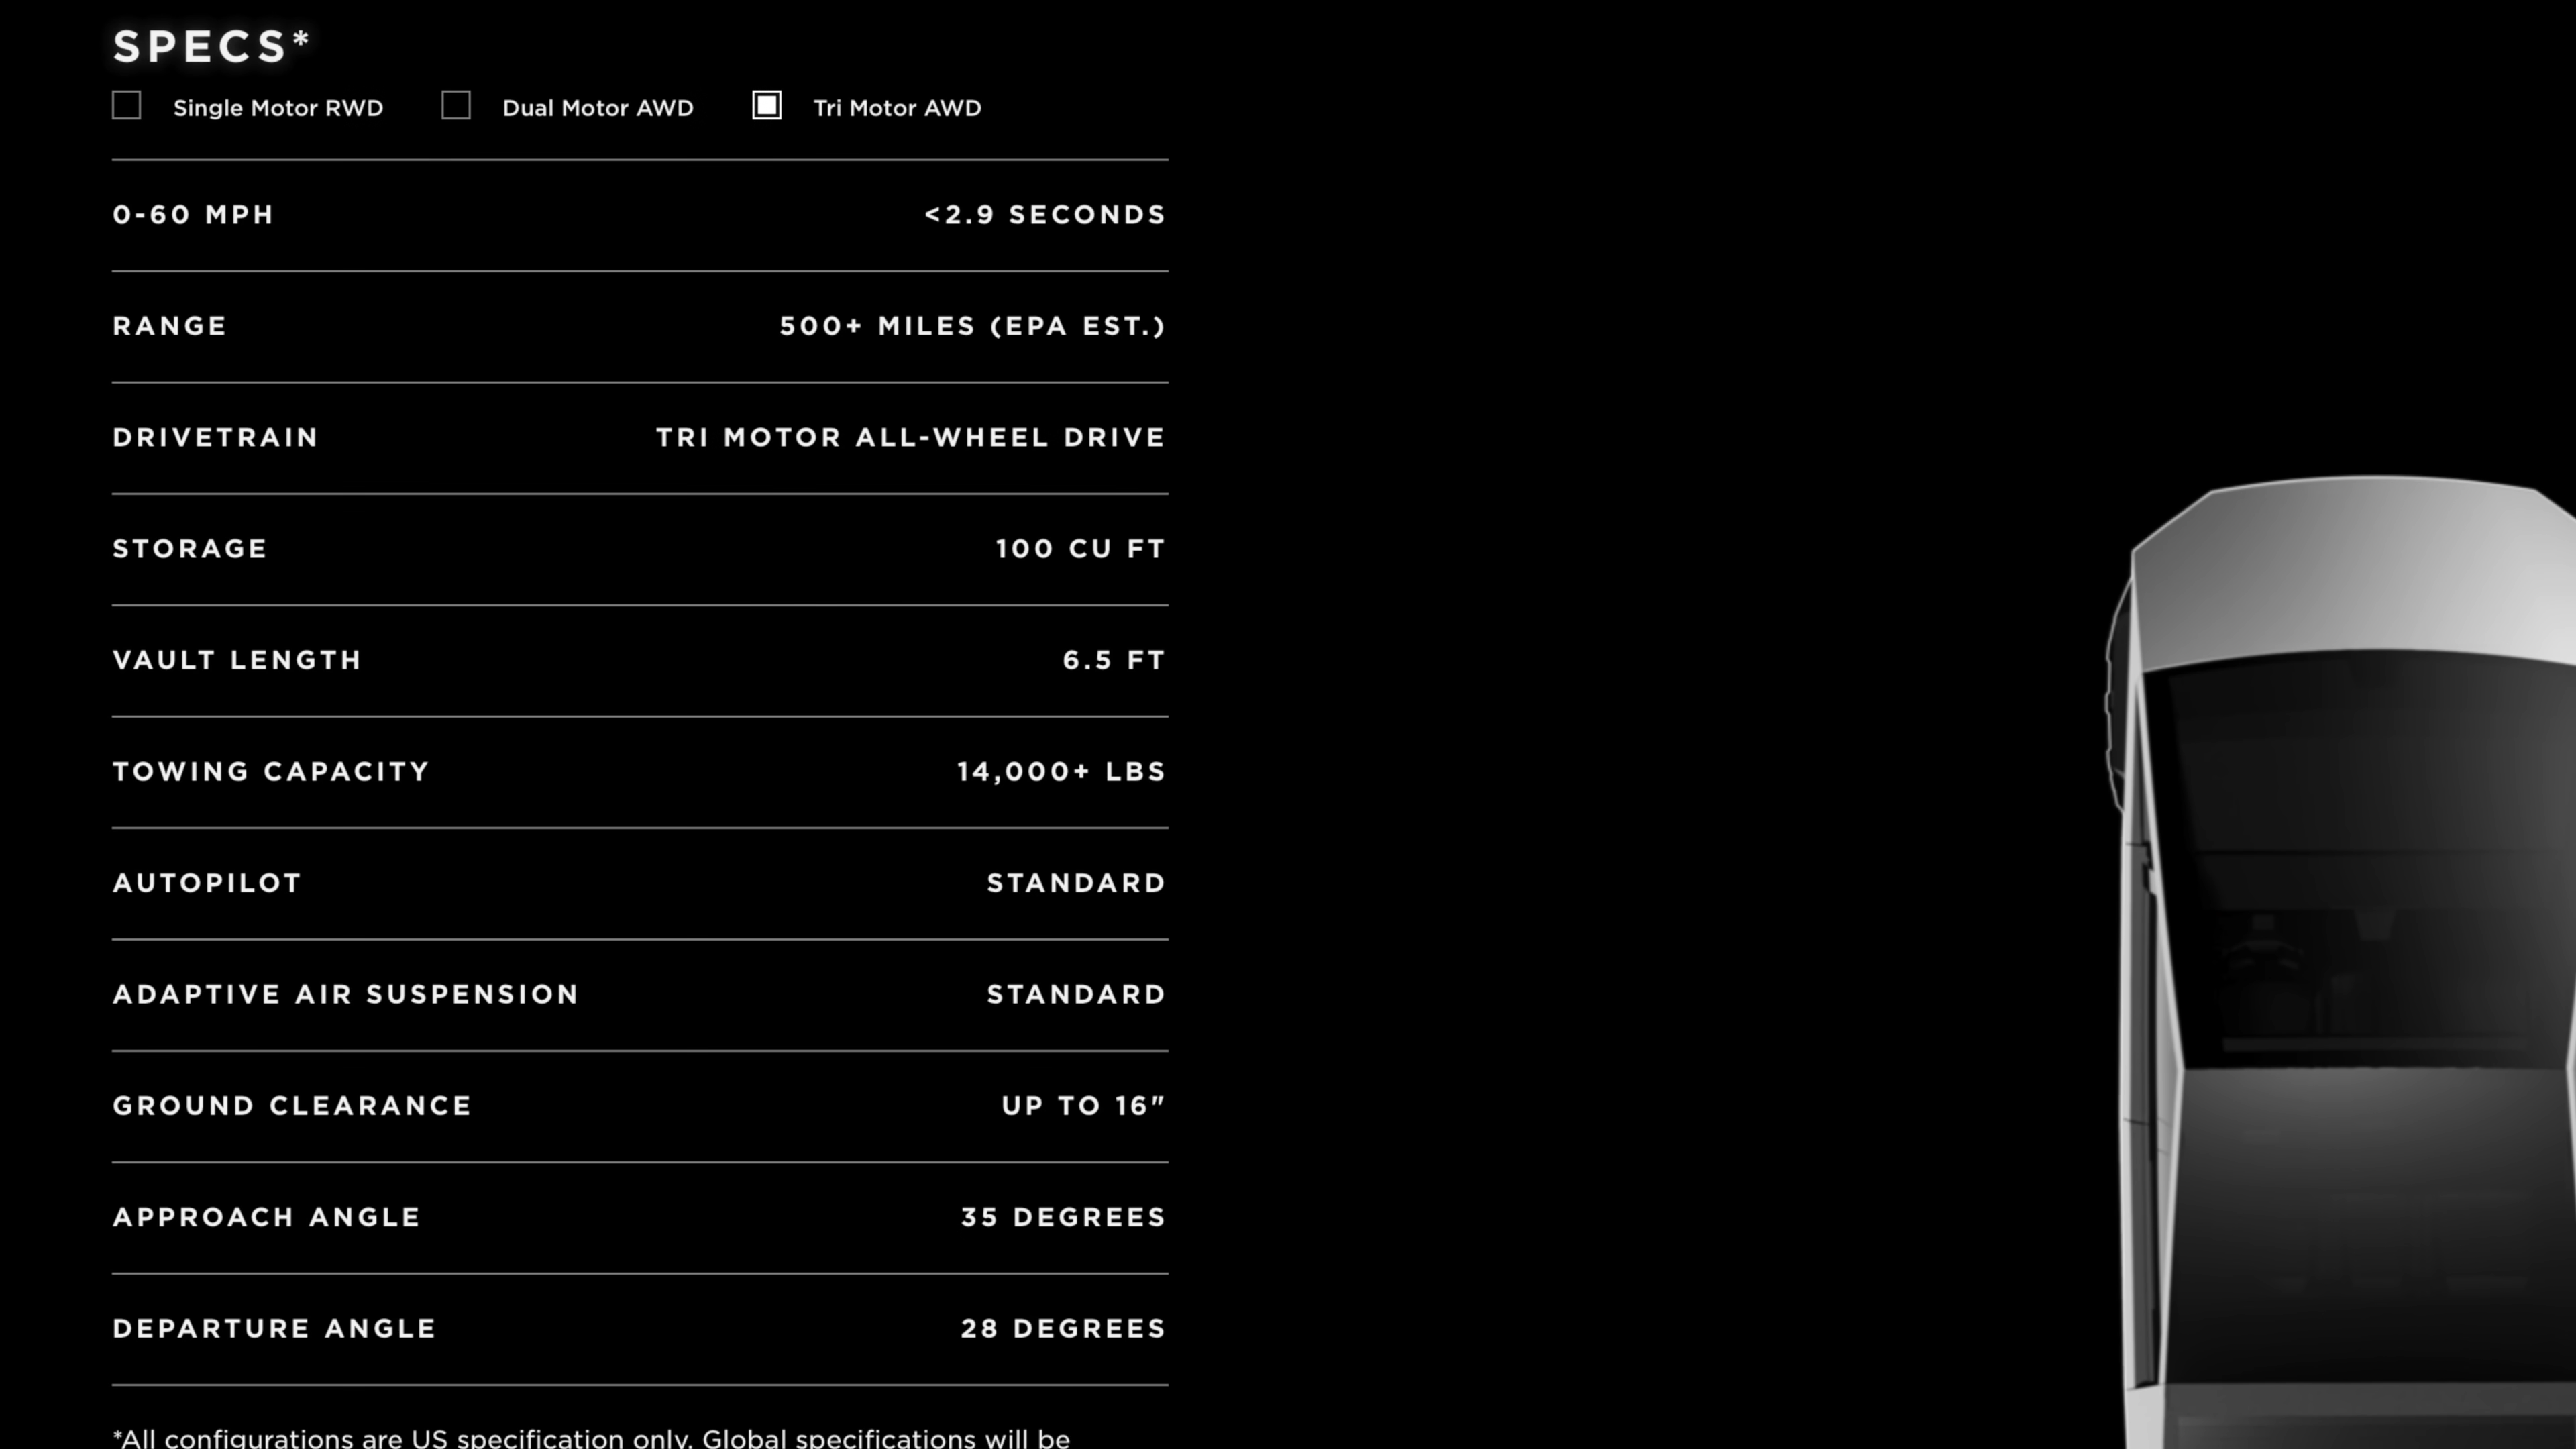 SPECS*
Single Motor RWD Dual Motor AWD Tri Motor AWD
0-60 MPH <2.9 SECONDS
RANGE 500+ MILES (EPA EST.)
DRIVETRAIN TRI MOTOR ALL-WHEEL DRIVE
STORAGE 100 CU FT
VAULT LENGTH 6.5 FT
TOWING CAPACITY 14,000+ LBS
AUTOPILOT STANDARD
ADAPTIVE AIR SUSPENSION STANDARD
GROUND CLEARANCE UP TO 16"
APPROACH ANGLE 35 DEGREES
DEPARTURE ANGLE 28 DEGREES
*All configurations are US specification only. Global specifications will be